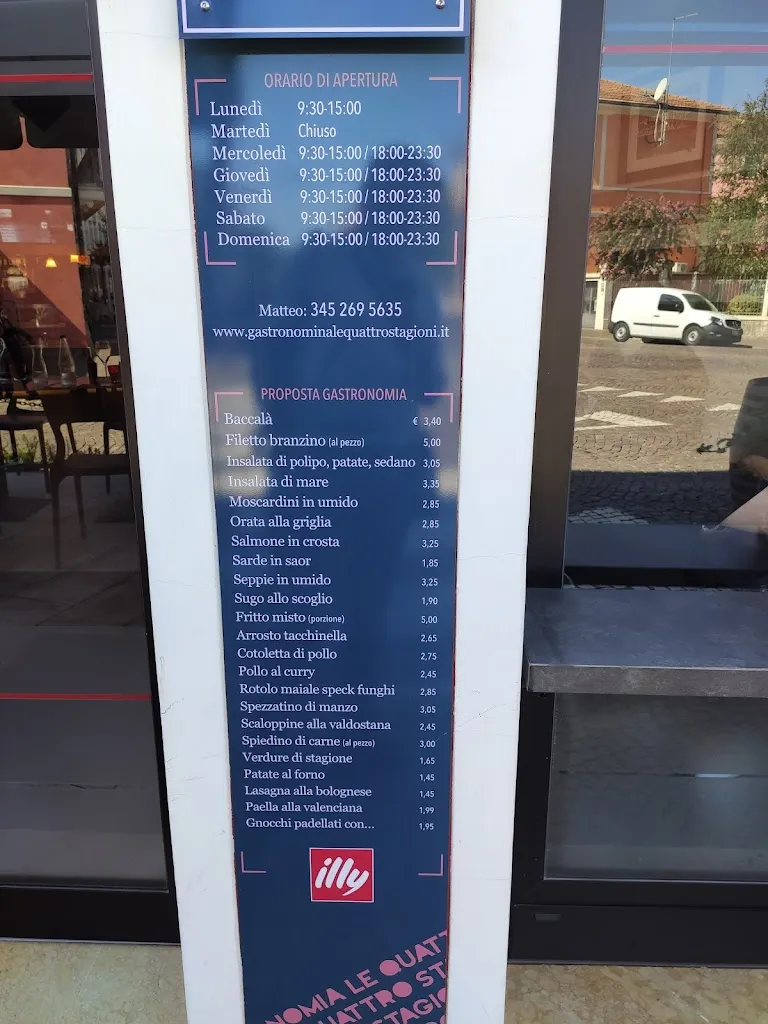 ORARIO DI APERTURA
Lunedì 9:30-15:00
Martedì Chiuso
Mercoledì 9:30-15:00 / 18:00-23:30
Giovedì 9:30-15:00 / 18:00-23:30
Venerdì 9:30-15:00 / 18:00-23:30
Sabato 9:30-15:00 / 18:00-23:30
Domenica 9:30-15:00 / 18:00-23:30
Matteo: 345 269 5635
www.gastronominalequattrostagioni.it
PROPOSTA GASTRONOMIA
Baccalà € 3,40
Filetto branzino (al pezzo) 5,00
Insalata di polipo, patate, sedano 3,05
Insalata di mare 3,35
Moscardini in umido 2,85
Orata alla griglia 2,85
Salmone in crosta 3,25
Sarde in saor 1,85
Seppie in umido 3,25
Sugo allo scoglio 1,90
Fritto misto (porzione) 5,00
Arrosto tacchinella 2,65
Cotoletta di pollo 2,75
Pollo al curry 2,45
Rotolo maiale speck funghi 2,85
Spezzatino di manzo 3,05
Scaloppine alla valdostana 2,45
Spiedino di carne (al pezzo) 3,00
Verdure di stagione 1,65
Patate al forno 1,45
Lasagna alla bolognese 1,45
Paella alla valenciana 1,99
Gnocchi padellati con... 1,95
illy
NOMIA LE QUATT
UATTRO ST
STAGIO